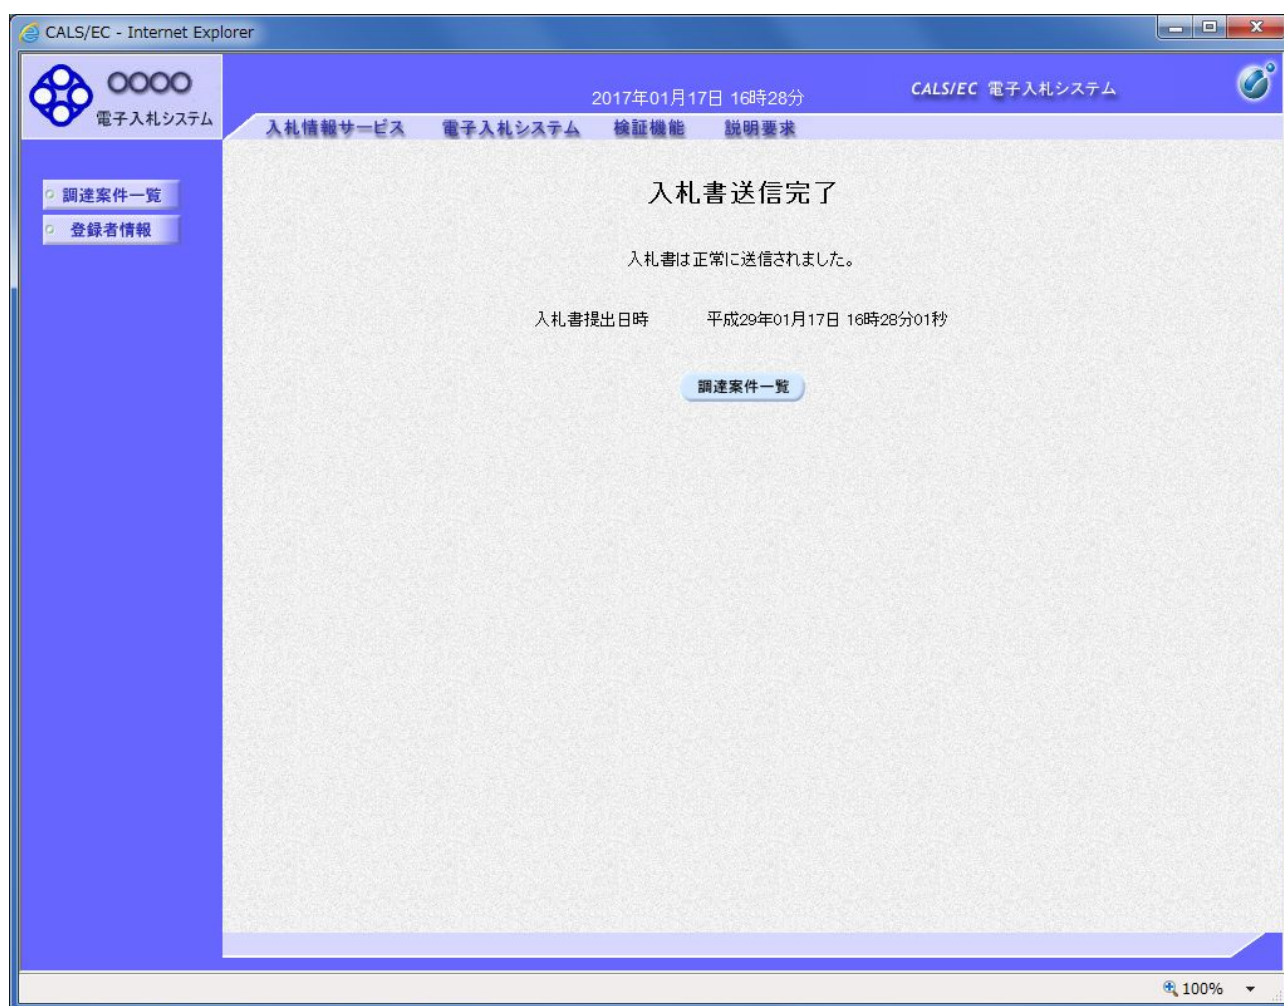 CALS/EC - Internet Explorer
○○○○
電子入札システム
2017年01月17日 16時28分
CALS/EC 電子入札システム
入札情報サービス 電子入札システム 検証機能 説明要求
調達案件一覧
登録者情報
入札書送信完了
入札書は正常に送信されました。
入札書提出日時 平成29年01月17日 16時28分01秒
調達案件一覧
100%